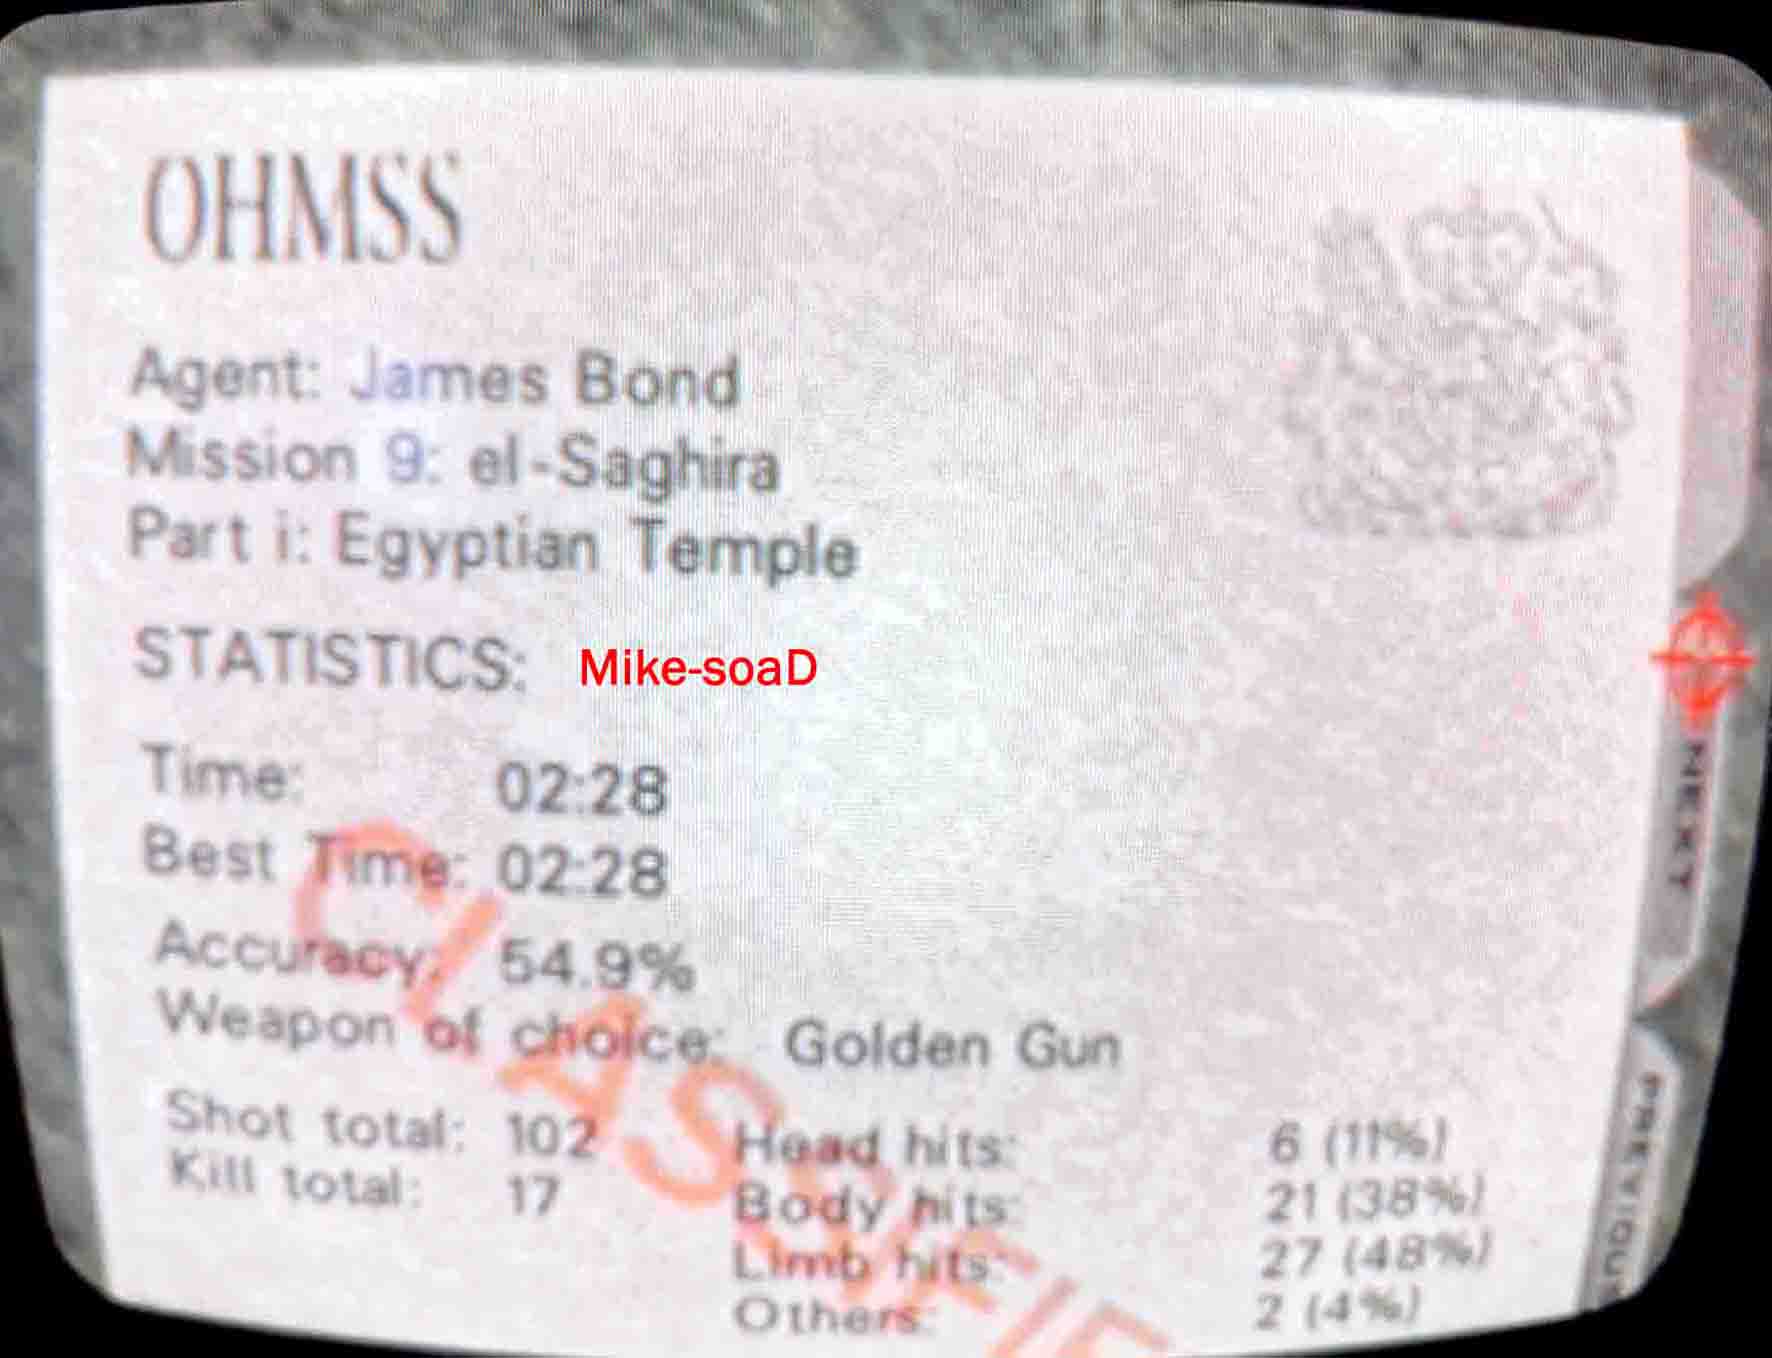 OHMSS
Agent: James Bond
Mission 9: el-Saghira
Part i: Egyptian Temple
STATISTICS: Mike-soaD
Time: 02:28
Best Time: 02:28
Accuracy: 54.9%
Weapon of choice: Golden Gun
Shot total: 102
Kill total: 17
Head hits: 6 (11%)
Body hits: 21 (38%)
Limb hits: 27 (48%)
Others: 2 (4%)
CLASSIFIE
NEXT
PREVIOU